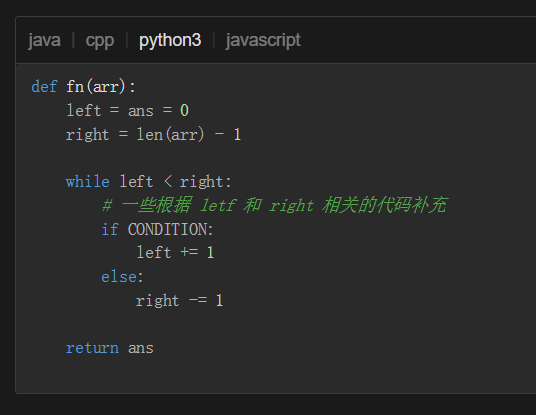 java | cpp | python3 | javascript
def fn(arr):
    left = ans = 0
    right = len(arr) - 1
    while left < right:
        # 一些根据 letf 和 right 相关的代码补充
        if CONDITION:
            left += 1
        else:
            right -= 1
    return ans